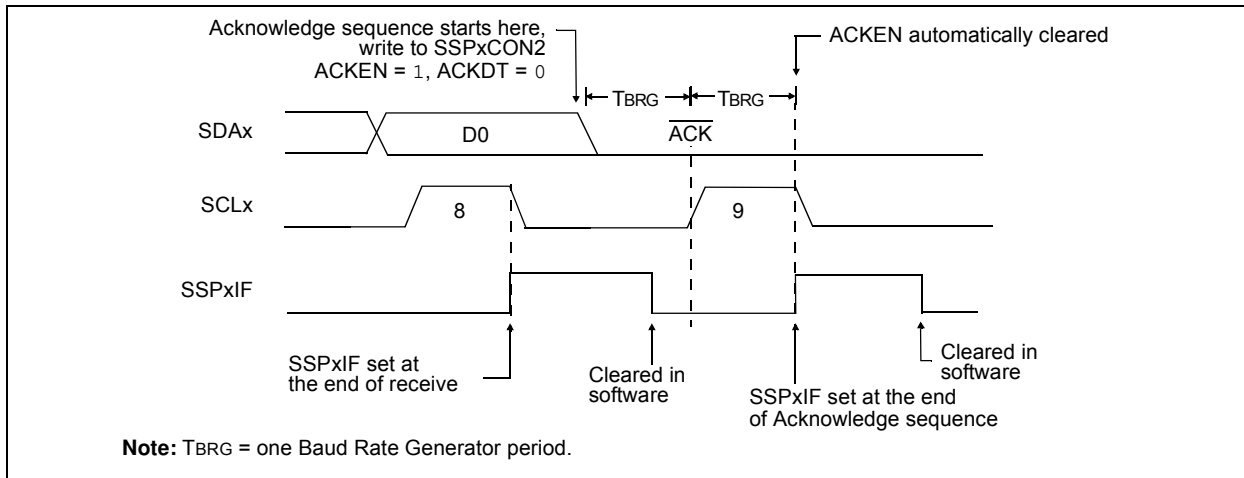 Acknowledge sequence starts here,
write to SSPxCON2
ACKEN = 1, ACKDT = 0
ACKEN automatically cleared
TBRG
TBRG
SDAx
D0
ACK
SCLx
8
9
SSPxIF
SSPxIF set at
the end of receive
Cleared in
software
SSPxIF set at the end
of Acknowledge sequence
Cleared in
software
Note: TBRG = one Baud Rate Generator period.